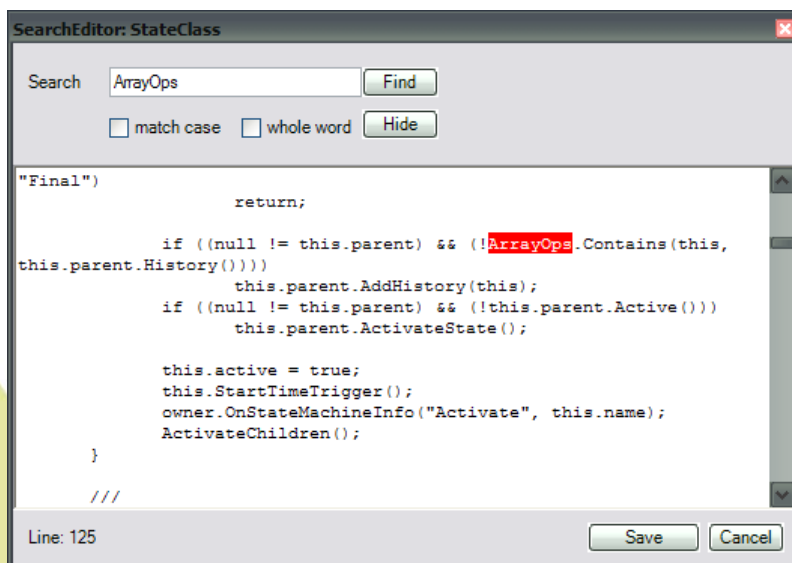 SearchEditor: StateClass
Search ArrayOps Find
match case whole word Hide
"Final")
return;
if ((null != this.parent) && (!ArrayOps.Contains(this,
this.parent.History())))
this.parent.AddHistory(this);
if ((null != this.parent) && (!this.parent.Active()))
this.parent.ActivateState();
this.active = true;
this.StartTimeTrigger();
owner.OnStateMachineInfo("Activate", this.name);
ActivateChildren();
}
///
Line: 125 Save Cancel